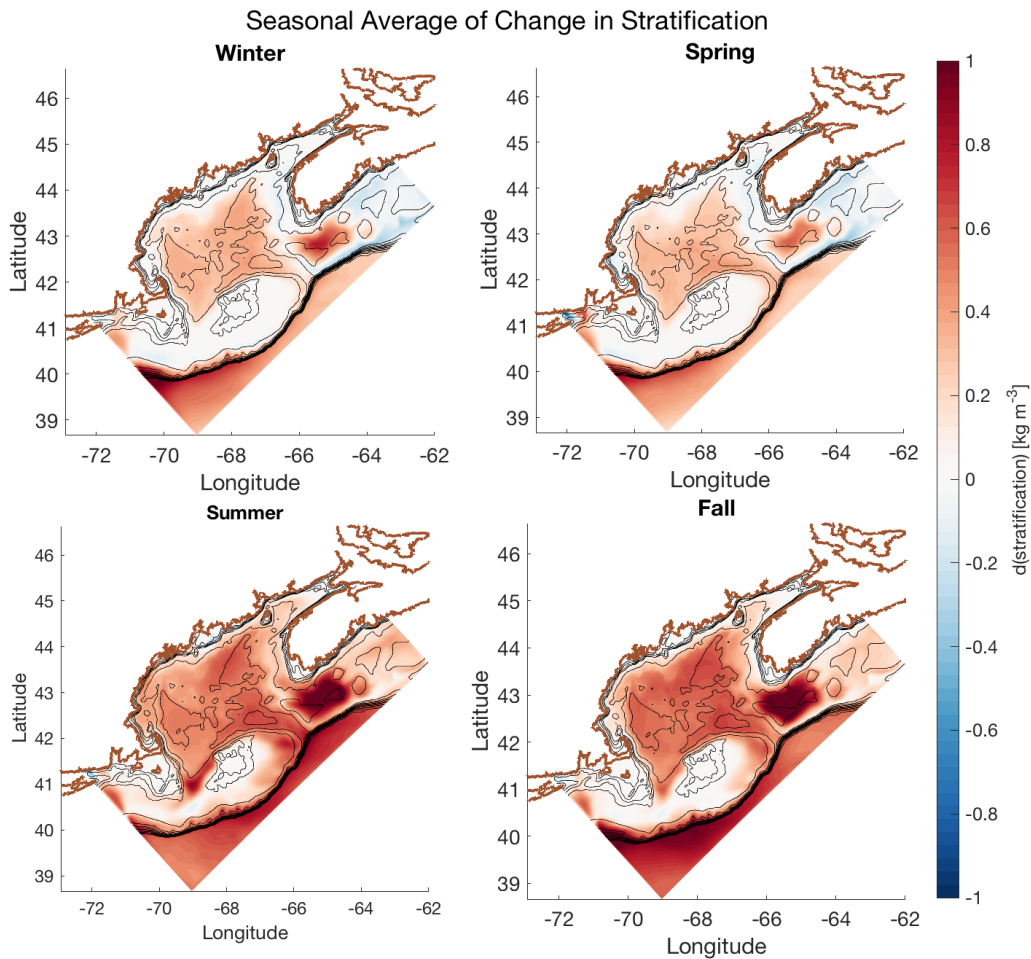 Seasonal Average of Change in Stratification
Winter
46
45
44
43
42
41
40
39
Latitude
-72 -70 -68 -66 -64 -62
Longitude
Spring
46
45
44
43
42
41
40
39
Latitude
-72 -70 -68 -66 -64 -62
Longitude
Summer
46
45
44
43
42
41
40
39
Latitude
-72 -70 -68 -66 -64 -62
Longitude
Fall
46
45
44
43
42
41
40
39
Latitude
-72 -70 -68 -66 -64 -62
Longitude
1
0.8
0.6
0.4
0.2
0
-0.2
-0.4
-0.6
-0.8
-1
d(stratification) [kg m⁻³]